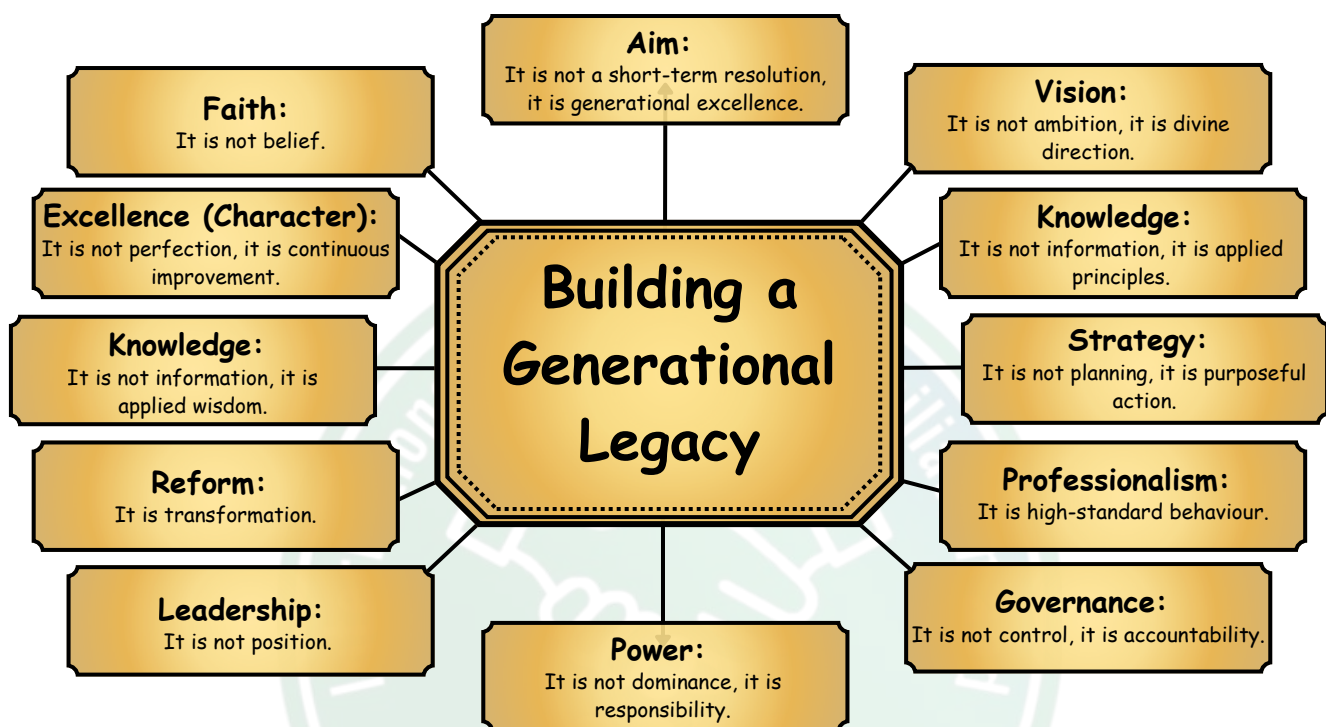 Aim:
It is not a short-term resolution,
it is generational excellence.
Faith:
It is not belief.
Vision:
It is not ambition, it is divine
direction.
Excellence (Character):
It is not perfection, it is continuous
improvement.
Knowledge:
It is not information, it is applied
principles.
Building a
Generational
Legacy
Knowledge:
It is not information, it is
applied wisdom.
Strategy:
It is not planning, it is purposeful
action.
Reform:
It is transformation.
Professionalism:
It is high-standard behaviour.
Leadership:
It is not position.
Governance:
It is not control, it is accountability.
Power:
It is not dominance, it is
responsibility.